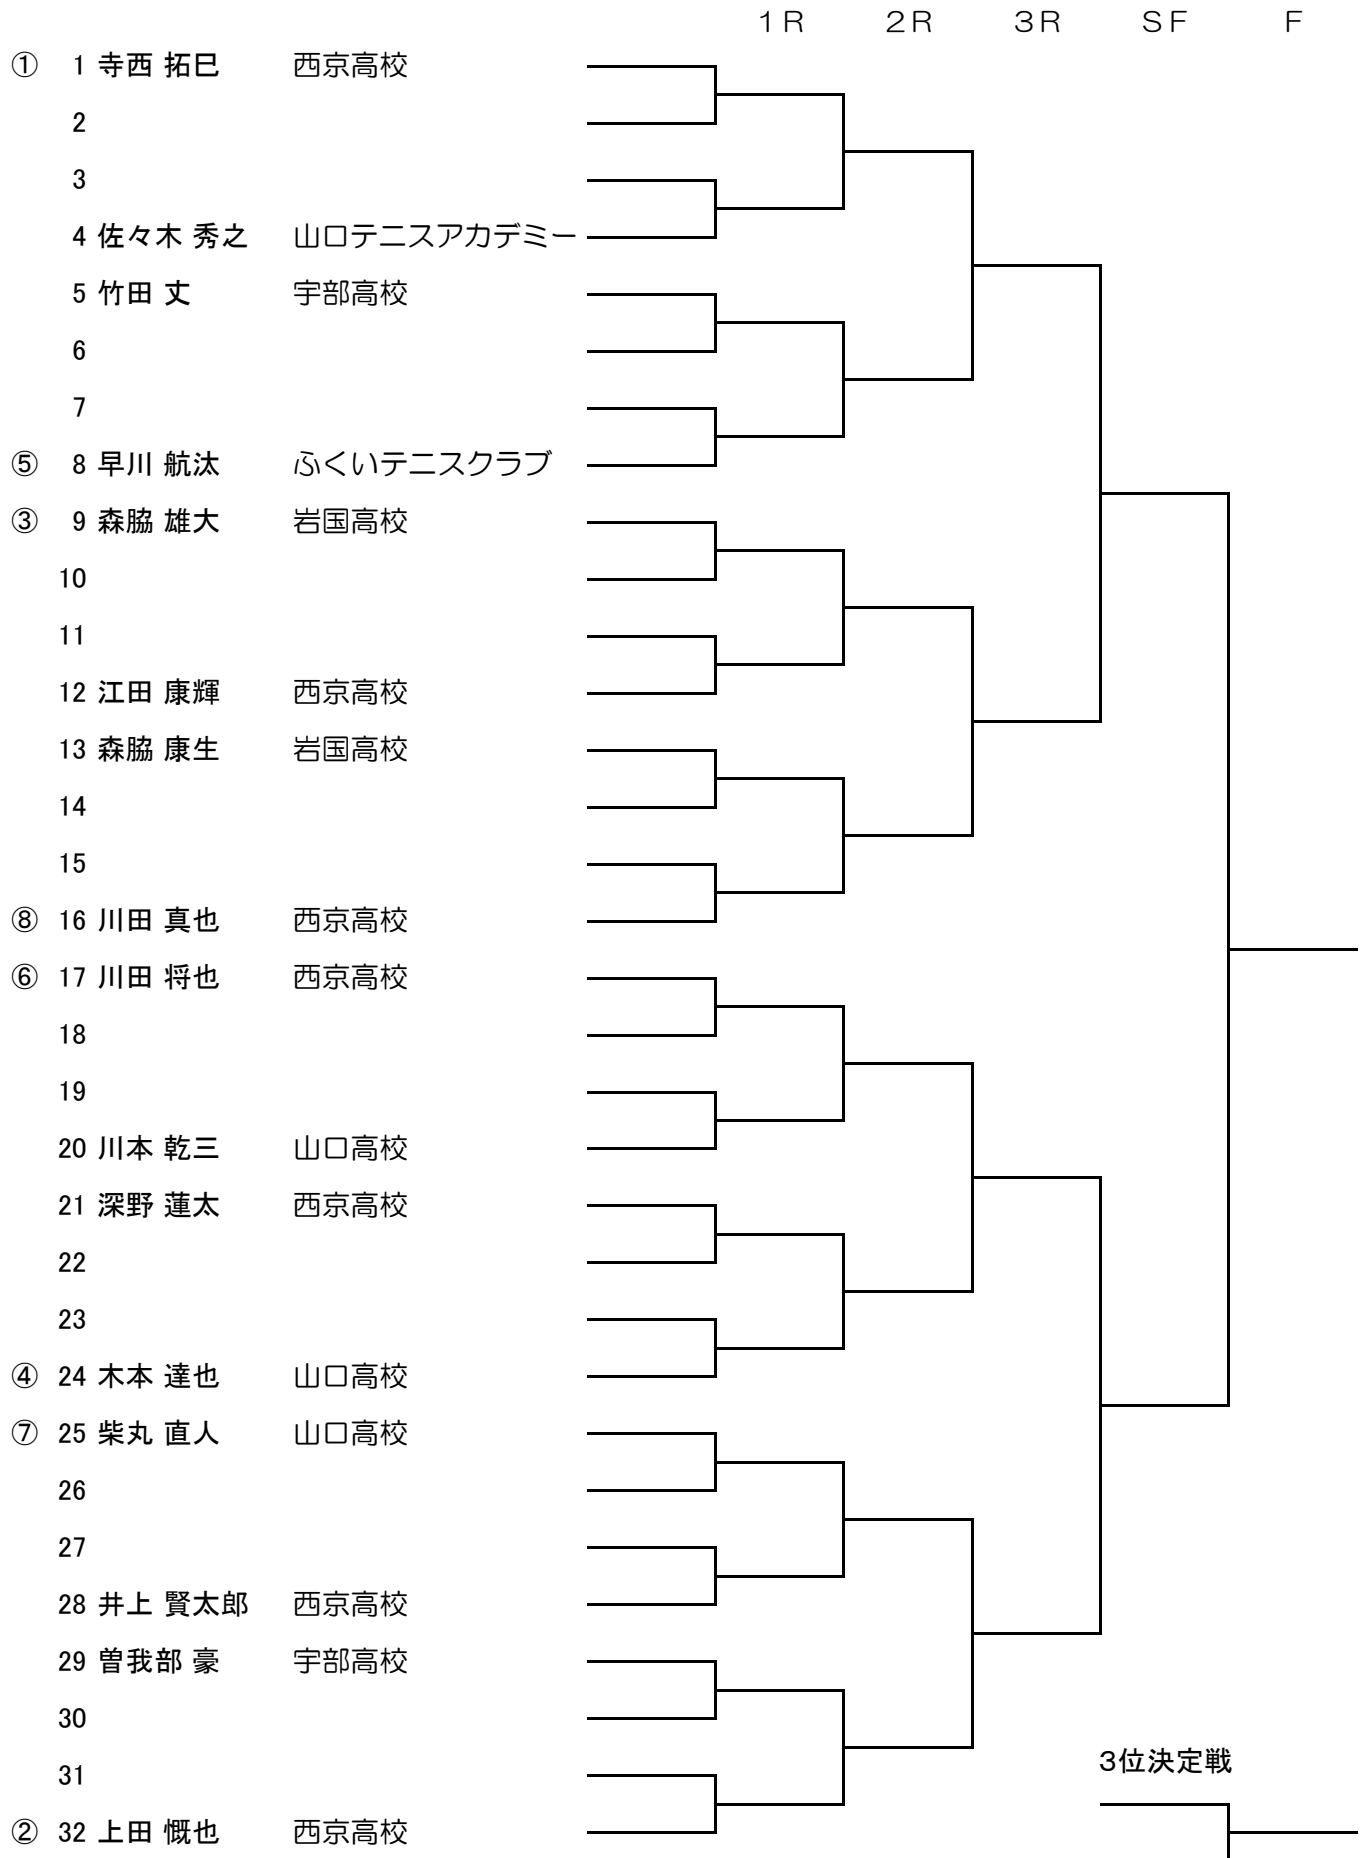 １Ｒ ２Ｒ ３Ｒ ＳＦ Ｆ
① 1 寺西 拓巳 西京高校
2
3
4 佐々木 秀之 山口テニスアカデミー
5 竹田 丈 宇部高校
6
7
⑤ 8 早川 航汰 ふくいテニスクラブ
③ 9 森脇 雄大 岩国高校
10
11
12 江田 康輝 西京高校
13 森脇 康生 岩国高校
14
15
⑧ 16 川田 真也 西京高校
⑥ 17 川田 将也 西京高校
18
19
20 川本 乾三 山口高校
21 深野 蓮太 西京高校
22
23
④ 24 木本 達也 山口高校
⑦ 25 柴丸 直人 山口高校
26
27
28 井上 賢太郎 西京高校
29 曽我部 豪 宇部高校
30
31
3位決定戦
② 32 上田 慨也 西京高校